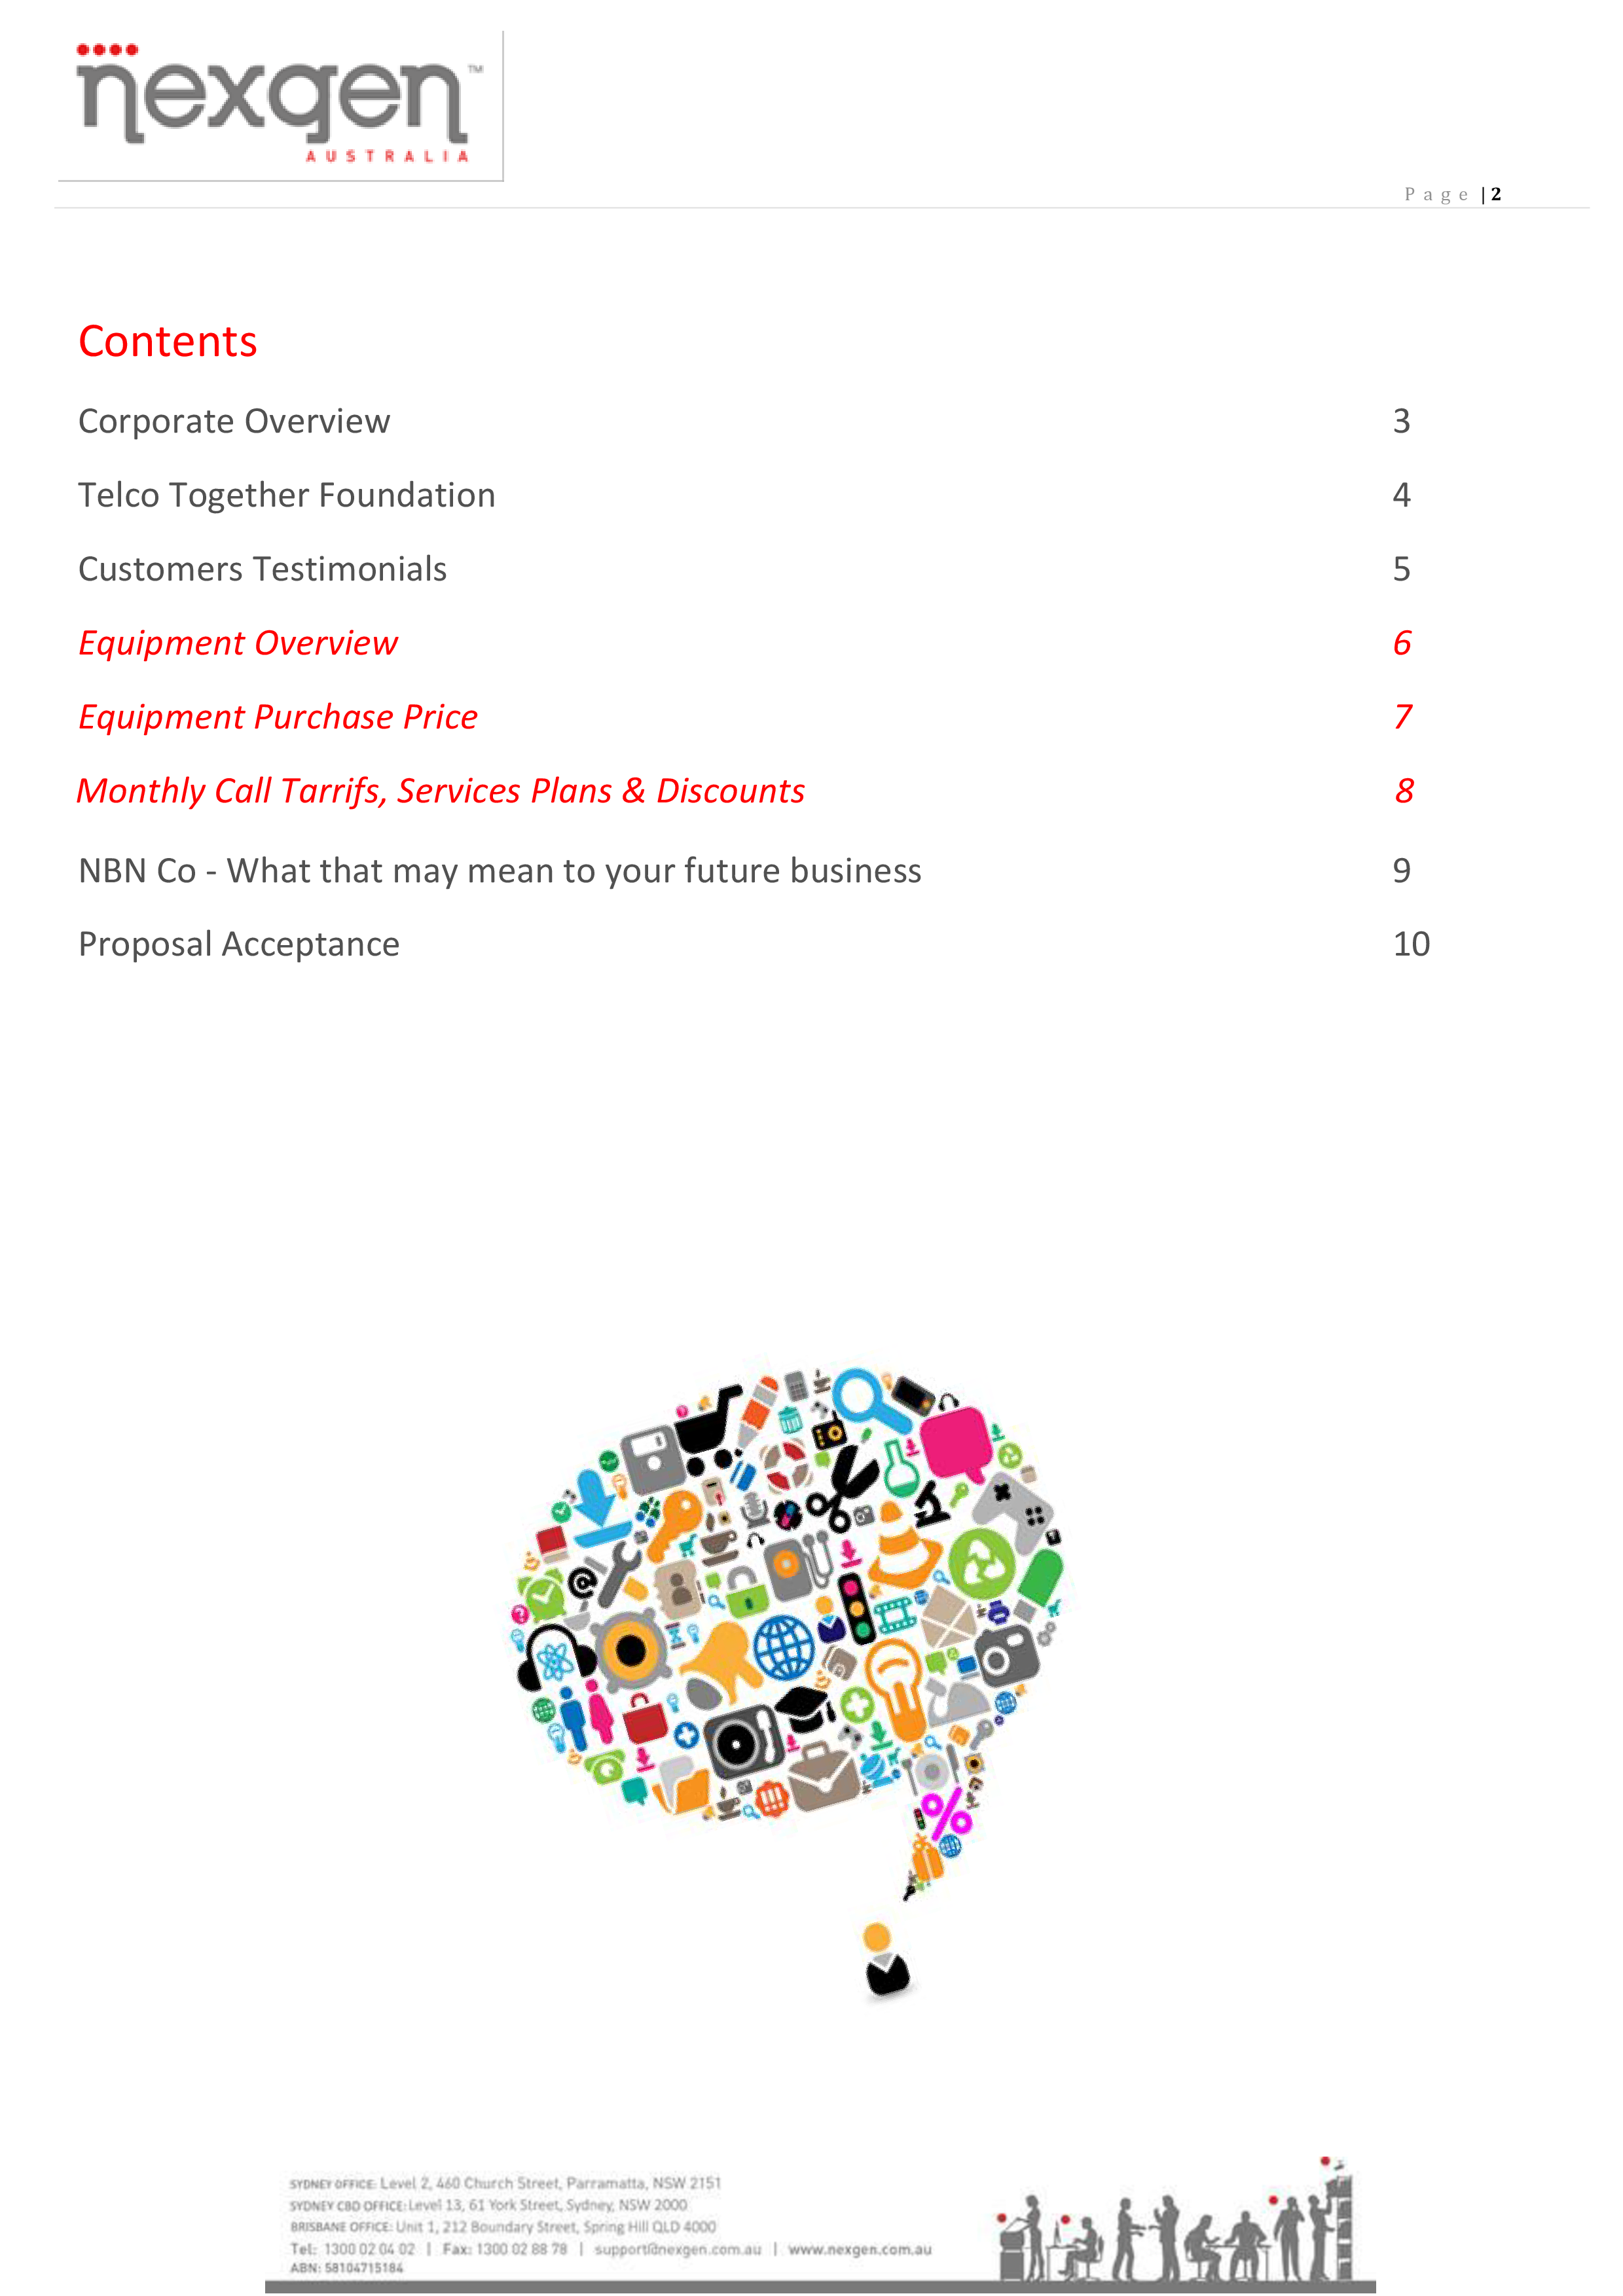 nexgen™
AUSTRALIA
Page | 2
Contents
Corporate Overview 3
Telco Together Foundation 4
Customers Testimonials 5
Equipment Overview 6
Equipment Purchase Price 7
Monthly Call Tarrifs, Services Plans & Discounts 8
NBN Co - What that may mean to your future business 9
Proposal Acceptance 10
SYDNEY OFFICE: Level 2, 460 Church Street, Parramatta, NSW 2151
SYDNEY CBD OFFICE: Level 13, 61 York Street, Sydney, NSW 2000
BRISBANE OFFICE: Unit 1, 212 Boundary Street, Spring Hill QLD 4000
Tel: 1300 02 04 02 | Fax: 1300 02 88 78 | support@nexgen.com.au | www.nexgen.com.au
ABN: 58104715184